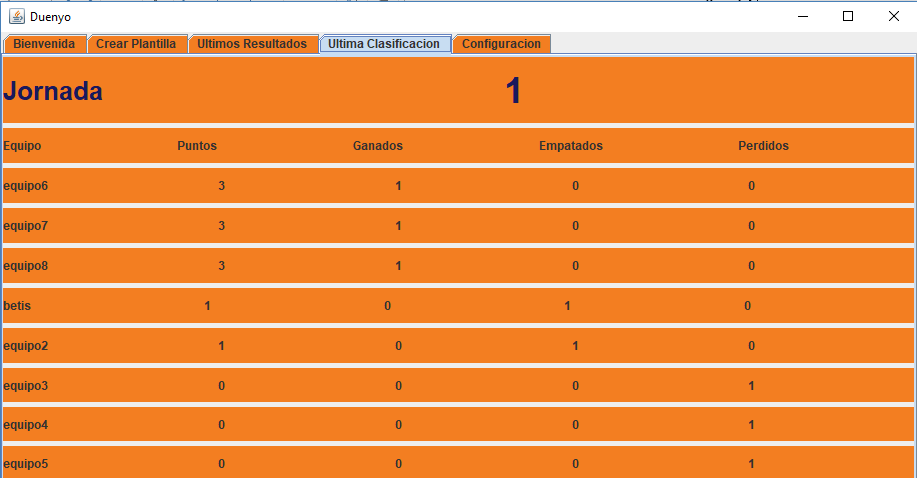 Duenyo
Bienvenida Crear Plantilla Ultimos Resultados Ultima Clasificacion Configuracion
Jornada 1
Equipo Puntos Ganados Empatados Perdidos
equipo6 3 1 0 0
equipo7 3 1 0 0
equipo8 3 1 0 0
betis 1 0 1 0
equipo2 1 0 1 0
equipo3 0 0 0 1
equipo4 0 0 0 1
equipo5 0 0 0 1